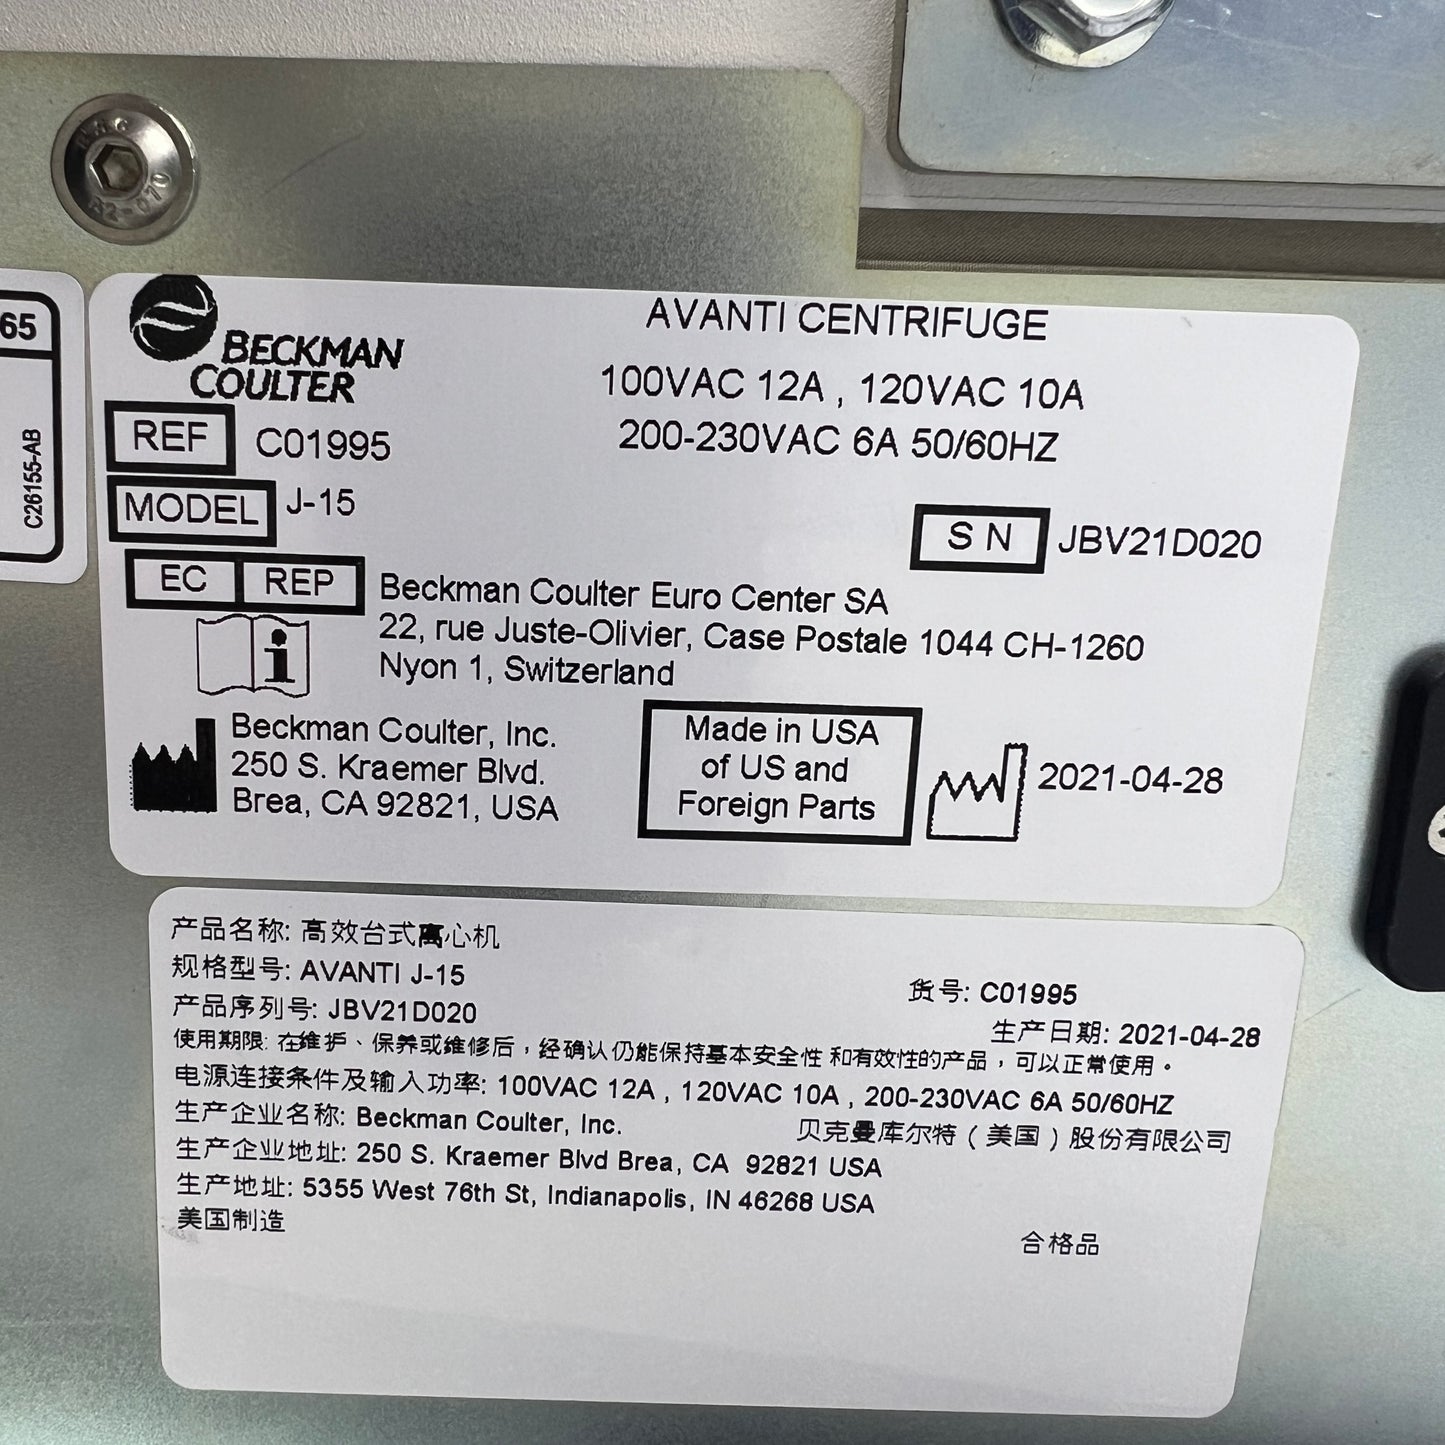 65
C26155-AB
BECKMAN
COULTER
AVANTI CENTRIFUGE
100VAC 12A , 120VAC 10A
200-230VAC 6A 50/60HZ
REF C01995
MODEL J-15
S N JBV21D020
EC REP Beckman Coulter Euro Center SA
22, rue Juste-Olivier, Case Postale 1044 CH-1260
Nyon 1, Switzerland
i
Beckman Coulter, Inc.
250 S. Kraemer Blvd.
Brea, CA 92821, USA
Made in USA
of US and
Foreign Parts
2021-04-28
产品名称: 高效台式离心机
规格型号: AVANTI J-15
货号: C01995
产品序列号: JBV21D020
生产日期: 2021-04-28
使用期限: 在维护、保养或维修后，经确认仍能保持基本安全性 和有效性的产品，可以正常使用。
电源连接条件及输入功率: 100VAC 12A , 120VAC 10A , 200-230VAC 6A 50/60HZ
生产企业名称: Beckman Coulter, Inc. 贝克曼库尔特（美国）股份有限公司
生产企业地址: 250 S. Kraemer Blvd Brea, CA 92821 USA
生产地址: 5355 West 76th St, Indianapolis, IN 46268 USA
美国制造
合格品